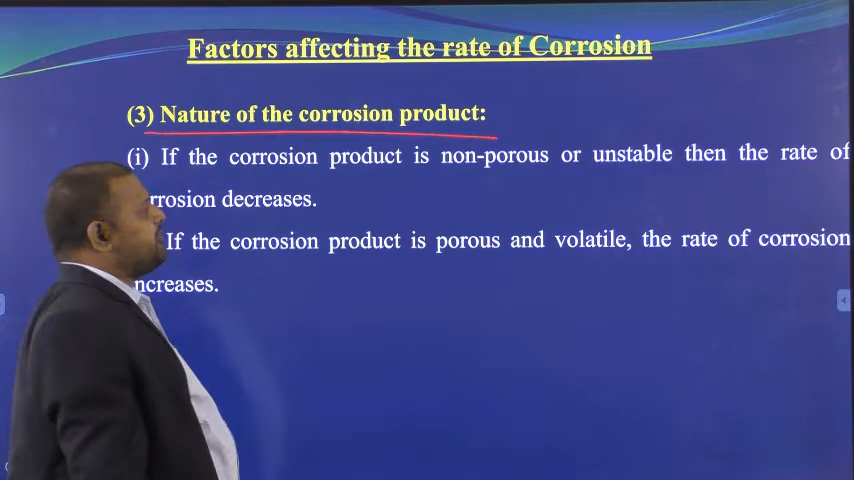 Factors affecting the rate of Corrosion
(3) Nature of the corrosion product:
(i) If the corrosion product is non-porous or unstable then the rate of
rrosion decreases.
If the corrosion product is porous and volatile, the rate of corrosion
ncreases.